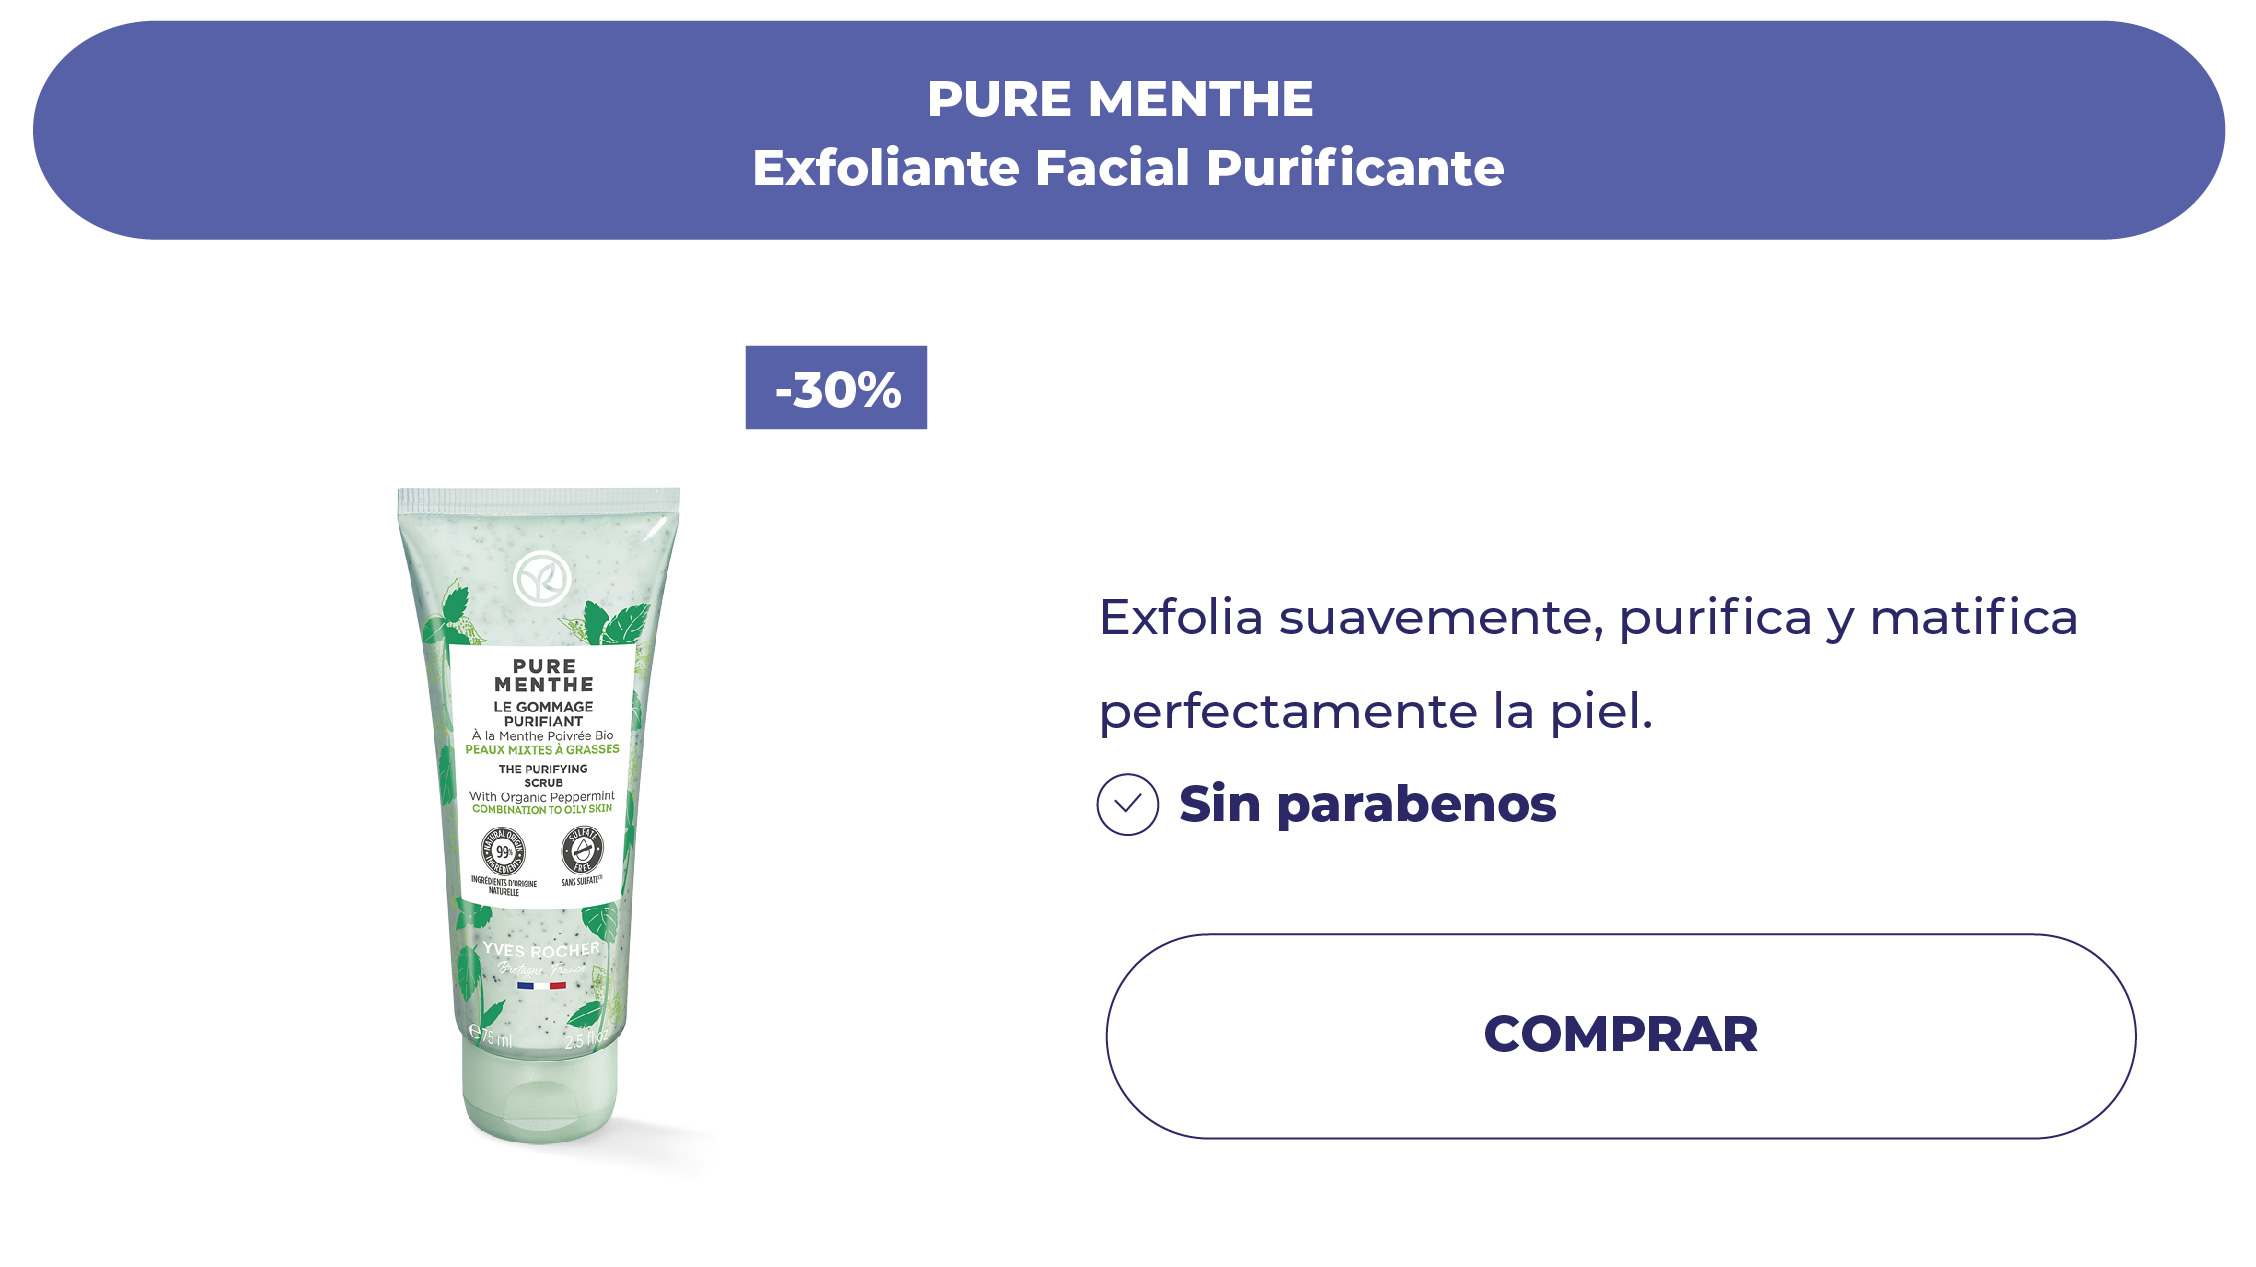 PURE MENTHE
Exfoliante Facial Purificante
-30%
PURE
MENTHE
LE GOMMAGE
PURIFIANT
À la Menthe Poivrée Bio
PEAUX MIXTES À GRASSES
THE PURIFYING
SCRUB
With Organic Peppermint
COMBINATION TO OILY SKIN
NATURAL ORIGIN
99%
INGREDIENTS
INGRÉDIENTS D'ORIGINE
NATURELLE
SULFATE
FREE
SANS SULFATE
YVES ROCHER
Bretagne, France
e75 ml
2.5 fl.oz
Exfolia suavemente, purifica y matifica
perfectamente la piel.
Sin parabenos
COMPRAR